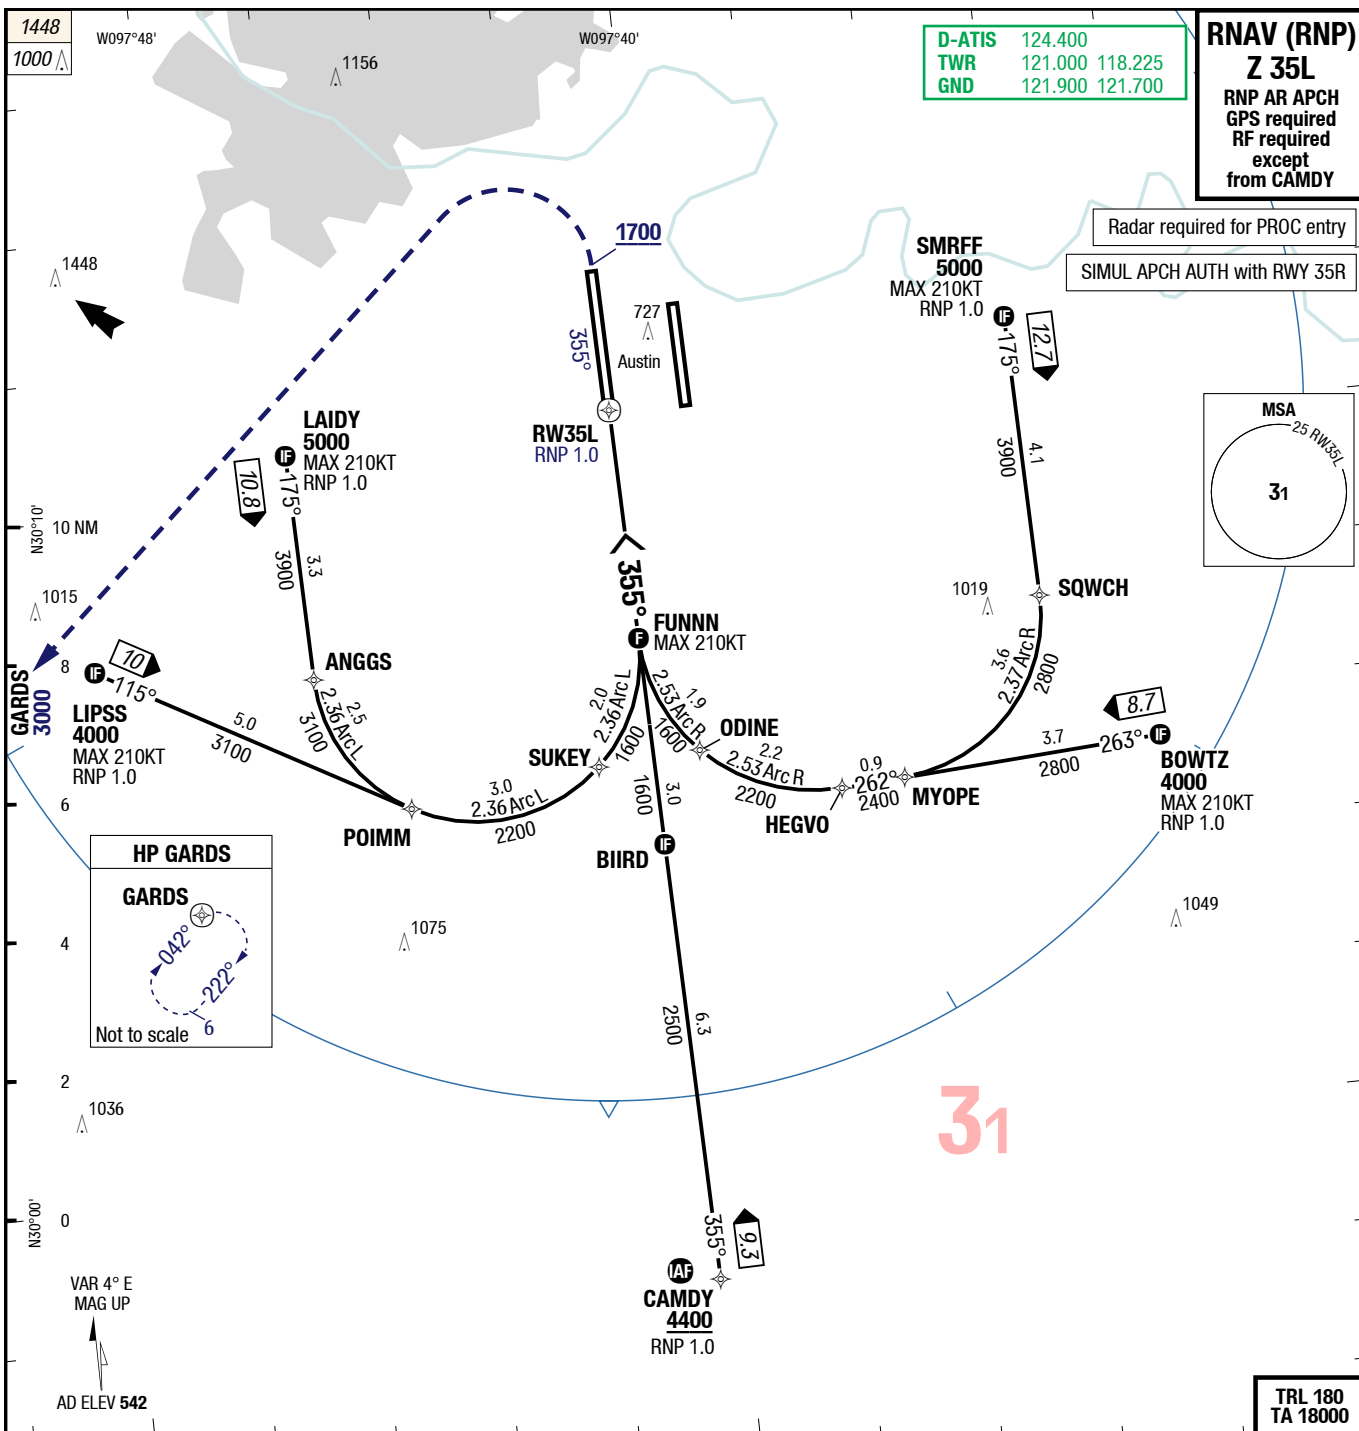 1448
1000
W097°48'
W097°40'
1156
D-ATIS 124.400
TWR 121.000 118.225
GND 121.900 121.700
RNAV (RNP)
Z 35L
RNP AR APCH
GPS required
RF required
except
from CAMDY
Radar required for PROC entry
SIMUL APCH AUTH with RWY 35R
1448
1700
SMRFF
5000
MAX 210KT
RNP 1.0
175°
12.7
3900
4.1
355°
727
Austin
RW35L
RNP 1.0
LAIDY
5000
MAX 210KT
RNP 1.0
IF
175°
10.8
3900
3.3
MSA
25 RW35L
31
N30°10'
10 NM
355°
1015
1019
SQWCH
FUNNN
MAX 210KT
F
ANGGS
8
GARDS
3000
IF
10
115°
LIPSS
4000
MAX 210KT
RNP 1.0
5.0
3100
2.5
2.36 Arc L
3100
2.0
2.36 Arc L
1600
1.9
2.53 Arc R
1600
3.6
2.37 Arc R
2800
ODINE
2.2
2.53 Arc R
2200
8.7
3.7
263°
2800
IF
BOWTZ
4000
MAX 210KT
RNP 1.0
SUKEY
3.0
2.36 Arc L
2200
0.9
262°
2400
MYOPE
HEGVO
6
POIMM
3.0
1600
BIIRD
IF
HP GARDS
GARDS
042°
222°
6
Not to scale
1075
1049
4
6.3
2500
2
1036
31
N30°00'
0
355°
9.3
IAF
CAMDY
4400
RNP 1.0
VAR 4° E
MAG UP
AD ELEV 542
TRL 180
TA 18000
IF